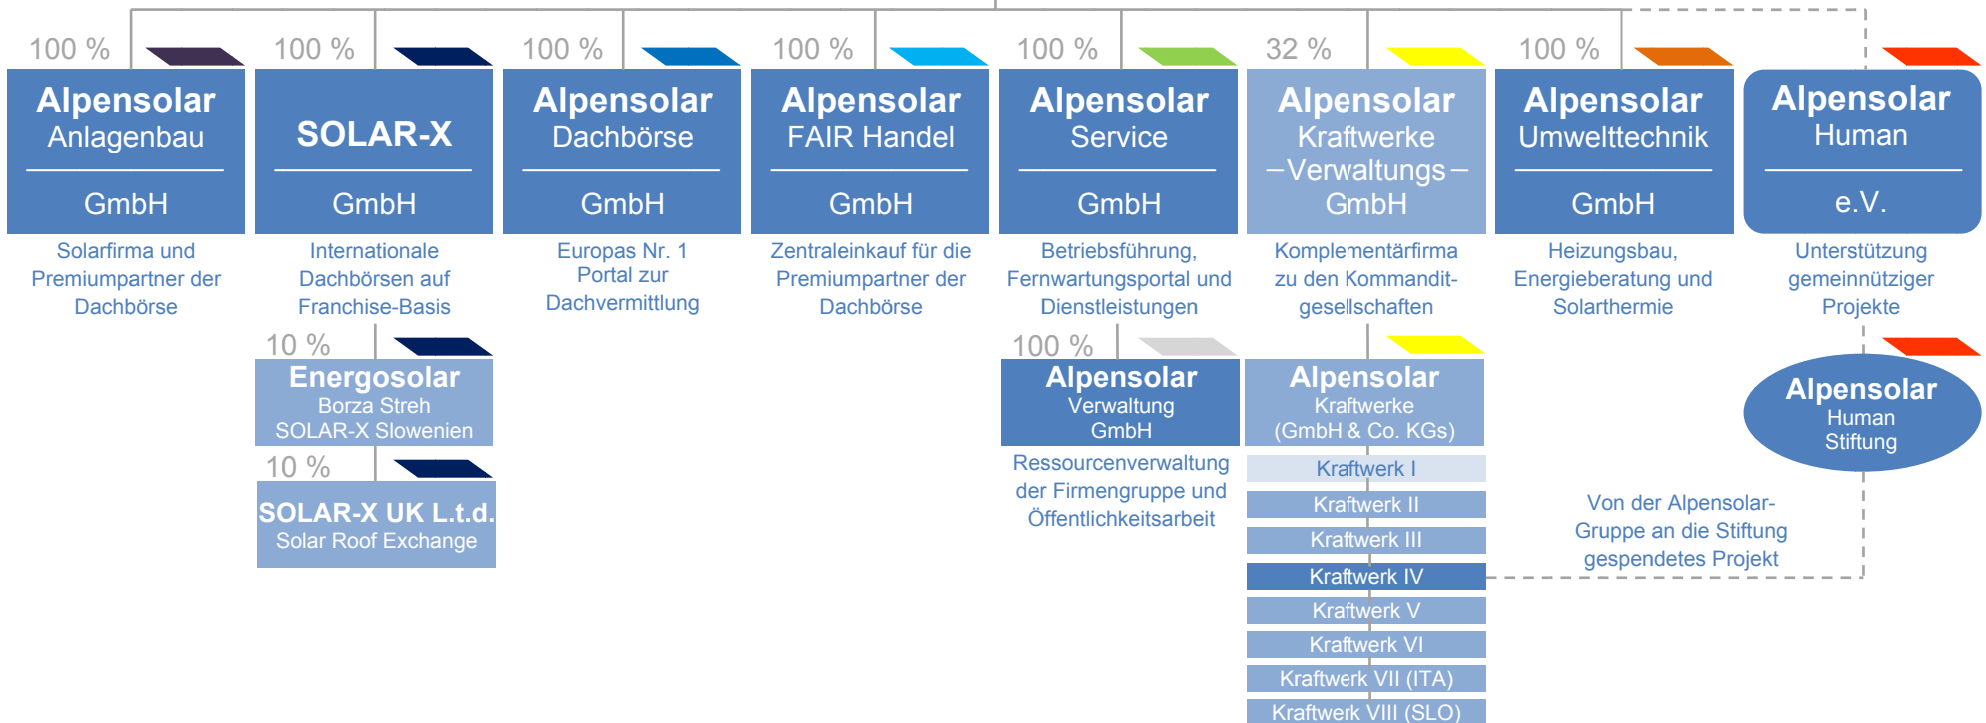 100 %
Alpensolar
Anlagenbau
GmbH
Solarfirma und
Premiumpartner der
Dachbörse
100 %
SOLAR-X
GmbH
Internationale
Dachbörsen auf
Franchise-Basis
10 %
Energosolar
Borza Streh
SOLAR-X Slowenien
10 %
SOLAR-X UK L.t.d.
Solar Roof Exchange
100 %
Alpensolar
Dachbörse
GmbH
Europas Nr. 1
Portal zur
Dachvermittlung
100 %
Alpensolar
FAIR Handel
GmbH
Zentraleinkauf für die
Premiumpartner der
Dachbörse
100 %
Alpensolar
Service
GmbH
Betriebsführung,
Fernwartungsportal und
Dienstleistungen
100 %
Alpensolar
Verwaltung
GmbH
Ressourcenverwaltung
der Firmengruppe und
Öffentlichkeitsarbeit
32 %
Alpensolar
Kraftwerke
Verwaltungs
GmbH
Komplementärfirma
zu den Kommandit-
gesellschaften
Alpensolar
Kraftwerke
(GmbH & Co. KGs)
Kraftwerk I
Kraftwerk II
Kraftwerk III
Kraftwerk IV
Kraftwerk V
Kraftwerk VI
Kraftwerk VII (ITA)
Kraftwerk VIII (SLO)
100 %
Alpensolar
Umwelttechnik
GmbH
Heizungsbau,
Energieberatung und
Solarthermie
Alpensolar
Human
e.V.
Unterstützung
gemeinnütziger
Projekte
Alpensolar
Human
Stiftung
Von der Alpensolar-
Gruppe an die Stiftung
gespendetes Projekt